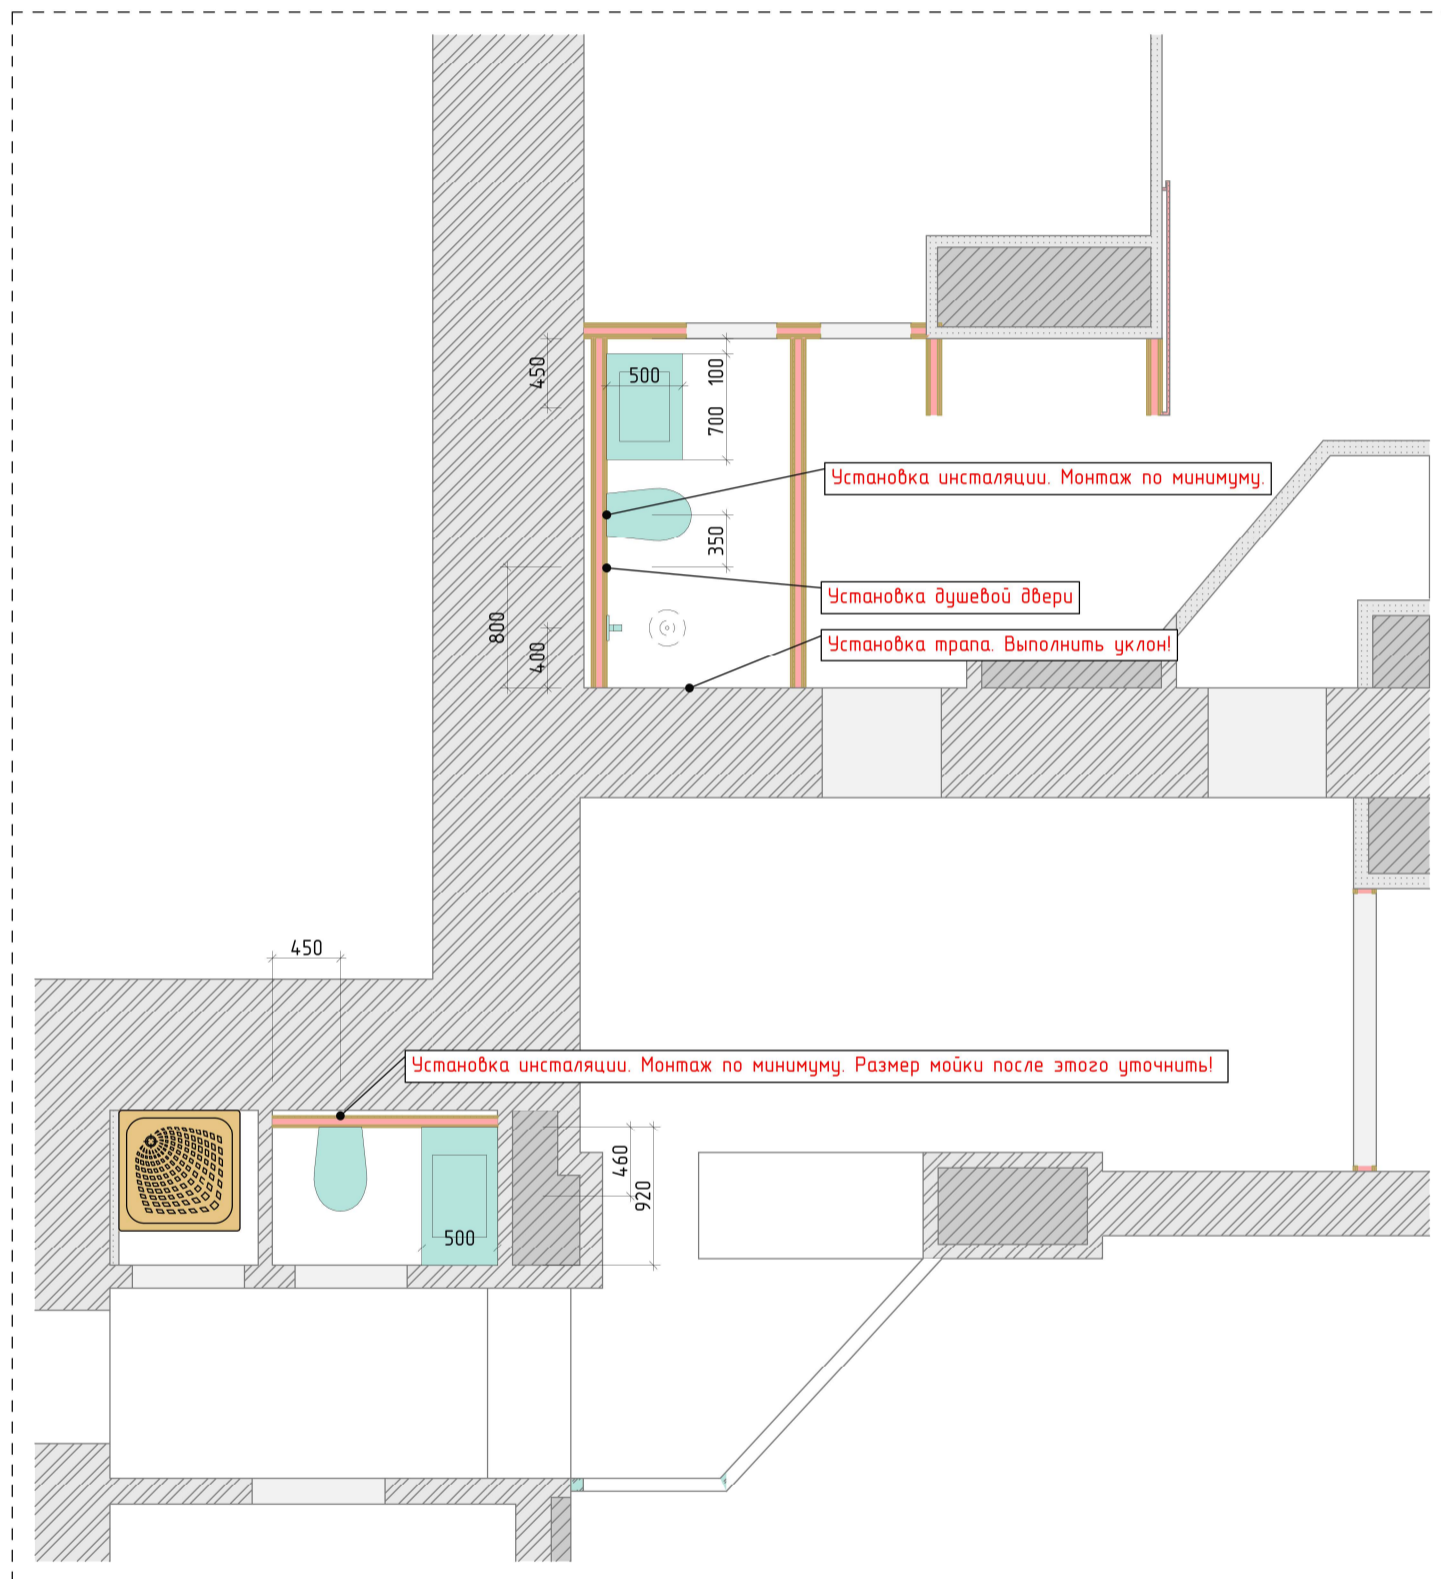 450
500
100
700
Установка инсталяции. Монтаж по минимуму.
350
Установка душевой двери
800
400
Установка трапа. Выполнить уклон!
450
Установка инсталяции. Монтаж по минимуму. Размер мойки после этого уточнить!
460
920
500